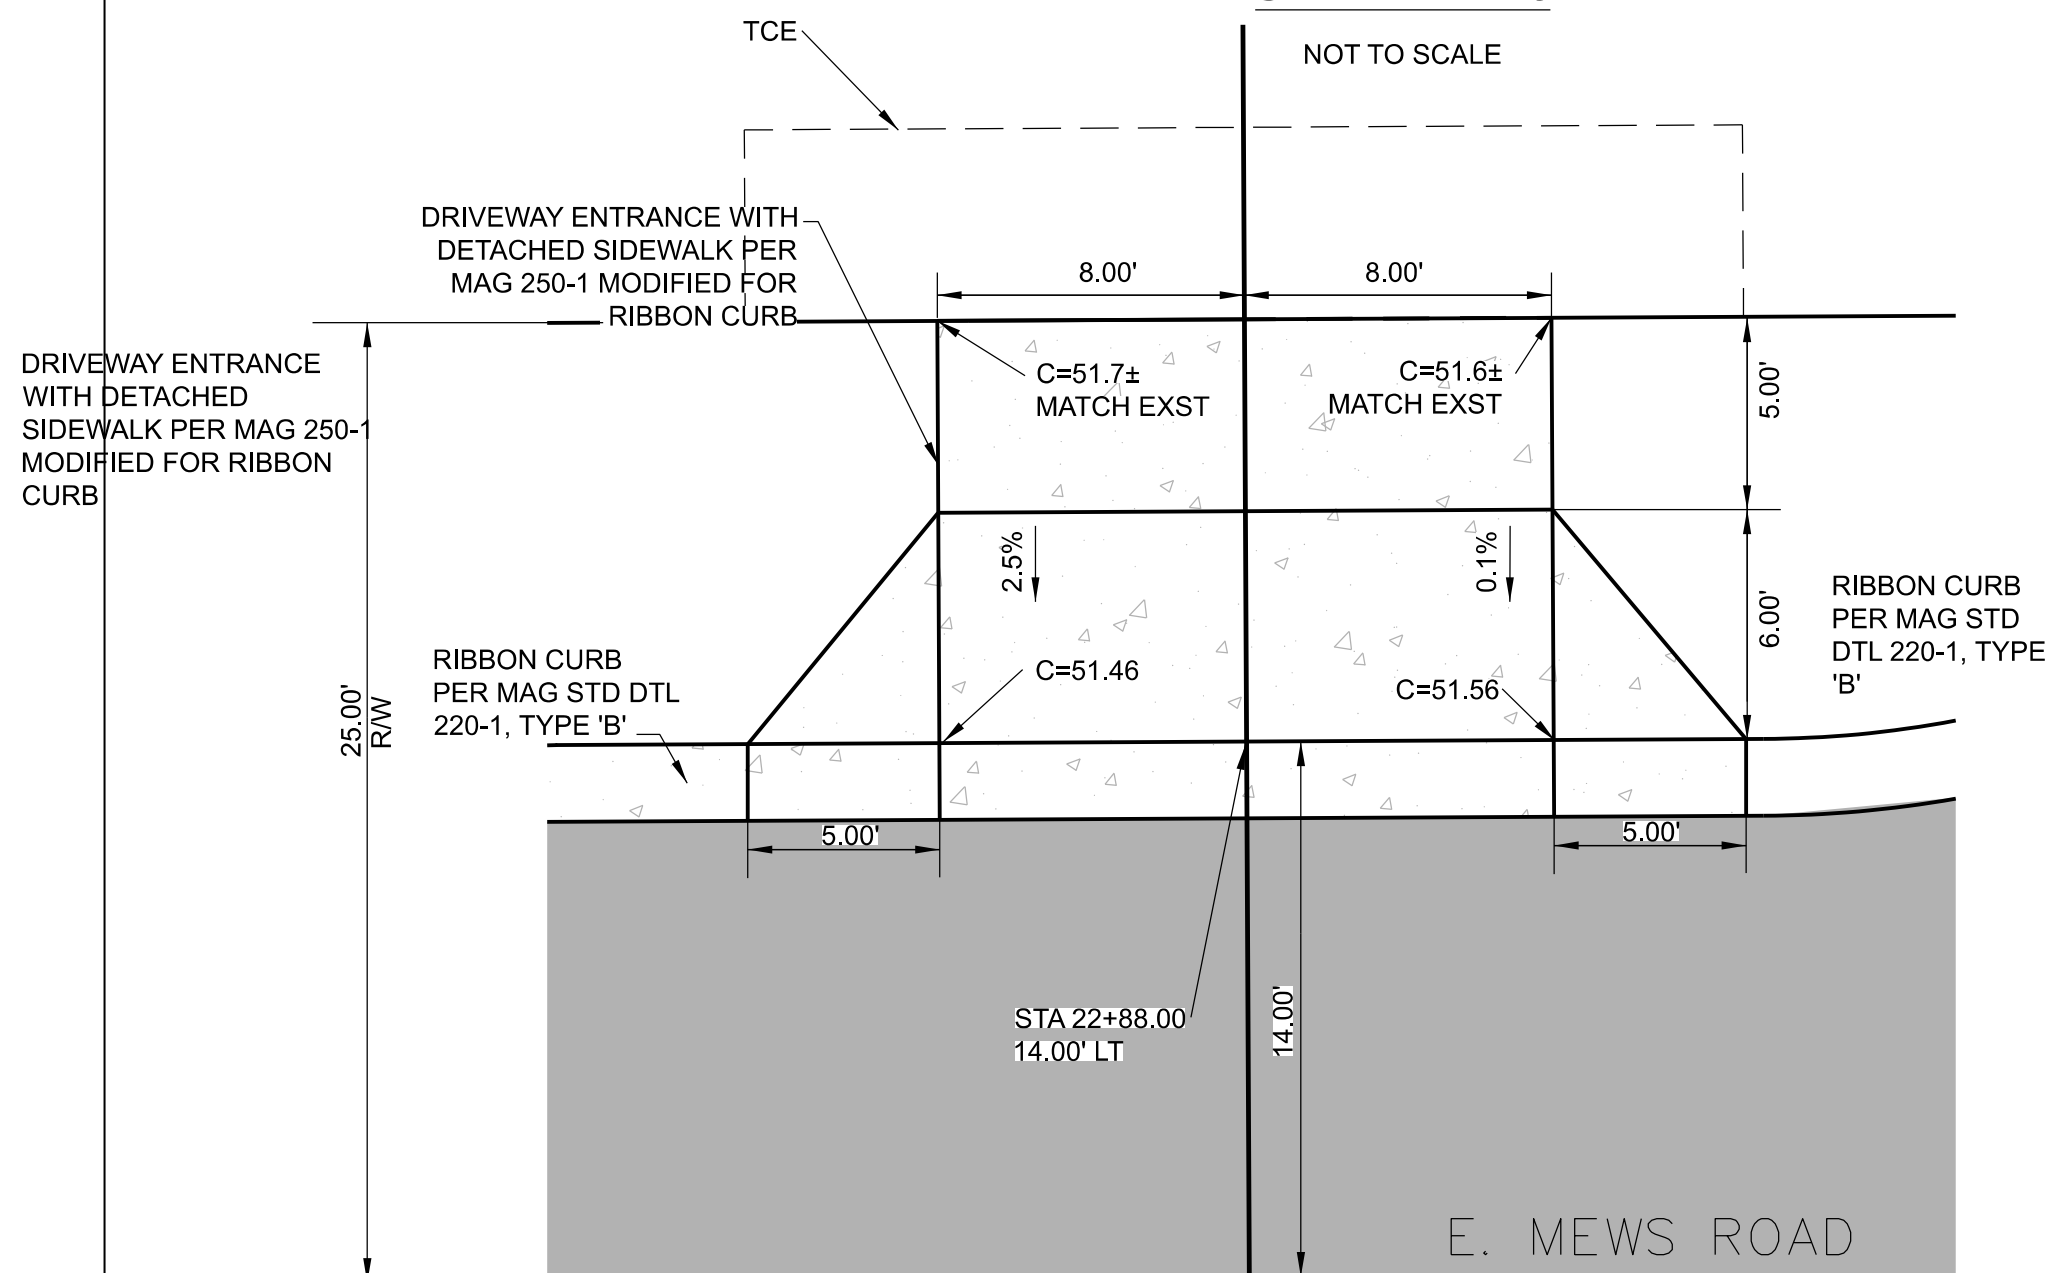 TCE
NOT TO SCALE
DRIVEWAY ENTRANCE WITH
DETACHED SIDEWALK PER
MAG 250-1 MODIFIED FOR
RIBBON CURB
8.00'
8.00'
DRIVEWAY ENTRANCE
WITH DETACHED
SIDEWALK PER MAG 250-1
MODIFIED FOR RIBBON
CURB
C=51.7±
MATCH EXST
C=51.6±
MATCH EXST
5.00'
2.5%
0.1%
6.00'
RIBBON CURB
PER MAG STD
DTL 220-1, TYPE
'B'
RIBBON CURB
PER MAG STD DTL
220-1, TYPE 'B'
C=51.46
C=51.56
25.00'
R/W
5.00'
5.00'
STA 22+88.00
14.00' LT
14.00'
E. MEWS ROAD